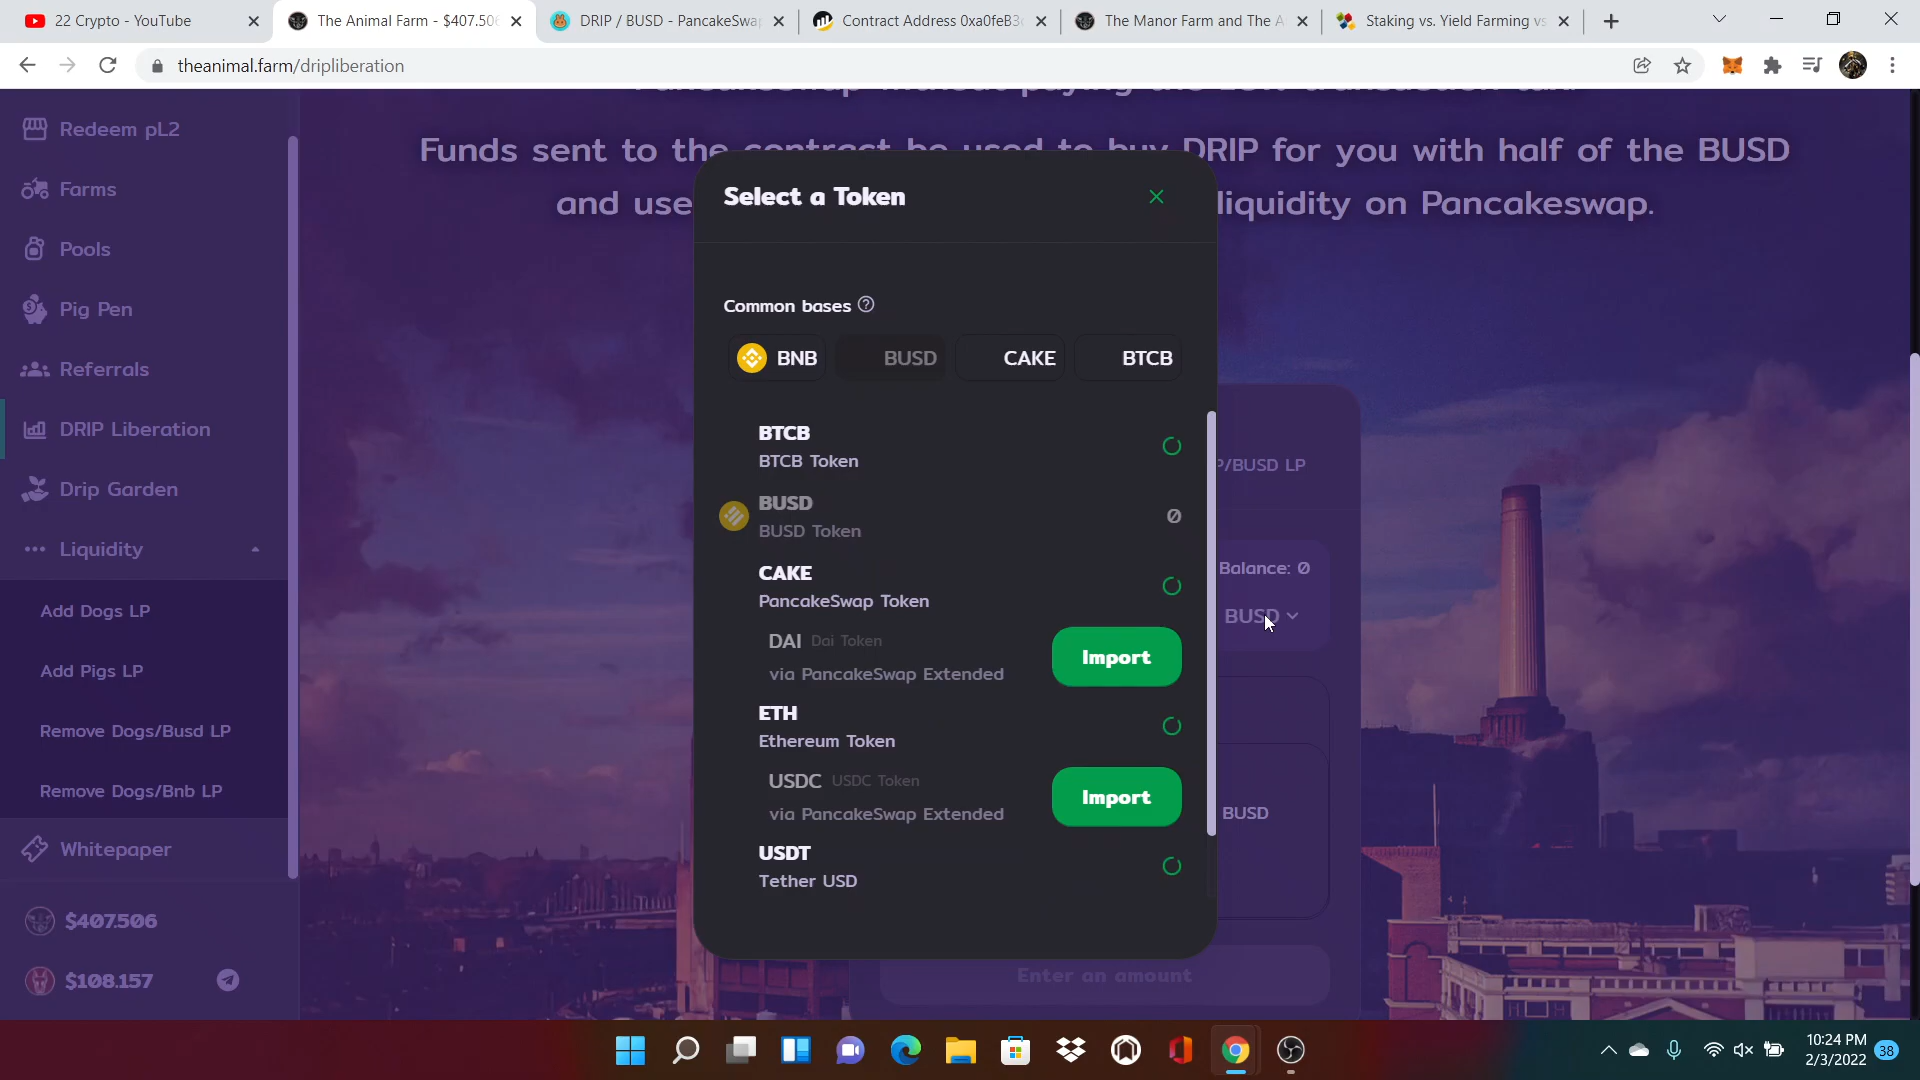 22 Crypto - YouTube
The Animal Farm - $407.506
DRIP / BUSD - PancakeSwap
Contract Address 0xa0feB3c
The Manor Farm and The A
Staking vs. Yield Farming vs
theanimal.farm/dripliberation
Redeem pL2
Farms
Pools
Pig Pen
Referrals
DRIP Liberation
Drip Garden
Liquidity
Add Dogs LP
Add Pigs LP
Remove Dogs/Busd LP
Remove Dogs/Bnb LP
Whitepaper
$407.506
$108.157
Funds sent to the contract be used to buy DRIP for you with half of the BUSD
and use liquidity on Pancakeswap.
Select a Token
Common bases
BNB BUSD CAKE BTCB
BTCB
BTCB Token
BUSD
BUSD Token
0
CAKE
PancakeSwap Token
DAI Dai Token
via PancakeSwap Extended
Import
ETH
Ethereum Token
USDC USDC Token
via PancakeSwap Extended
Import
USDT
Tether USD
P/BUSD LP
Balance: 0
BUSD
BUSD
Enter an amount
10:24 PM
2/3/2022
38